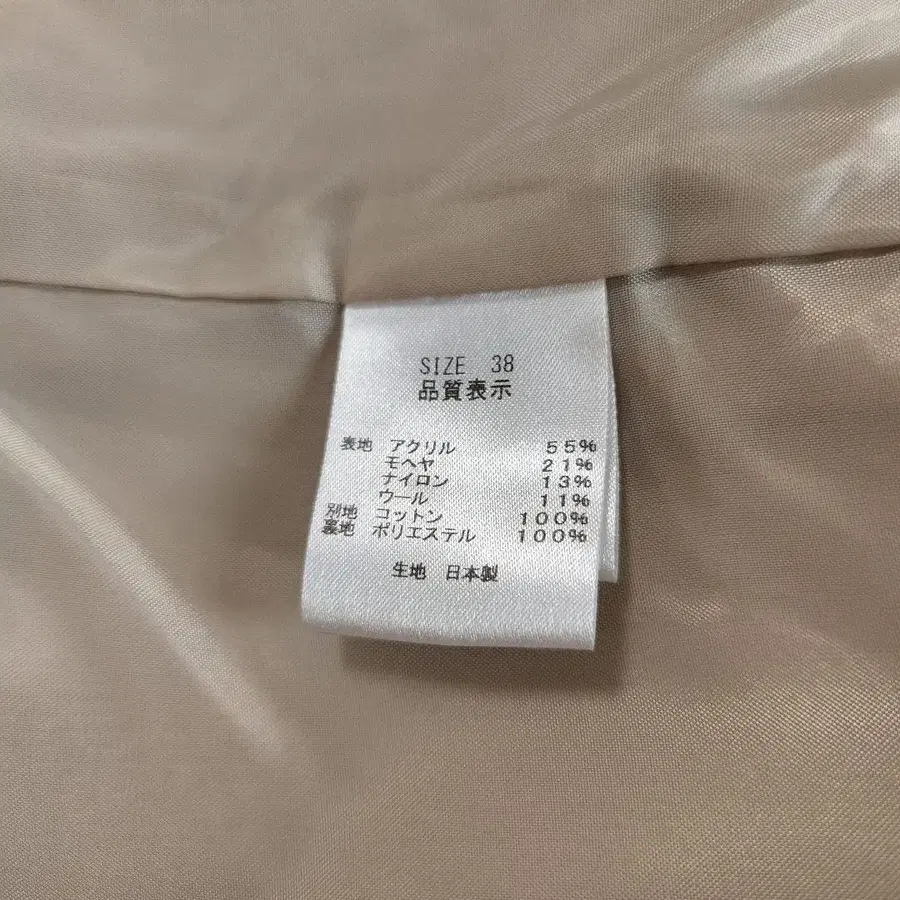 SIZE 38
品質表示
表地 アクリル 55%
モヘヤ 21%
ナイロン 13%
ウール 11%
別地 コットン 100%
裏地 ポリエステル 100%
生地 日本製